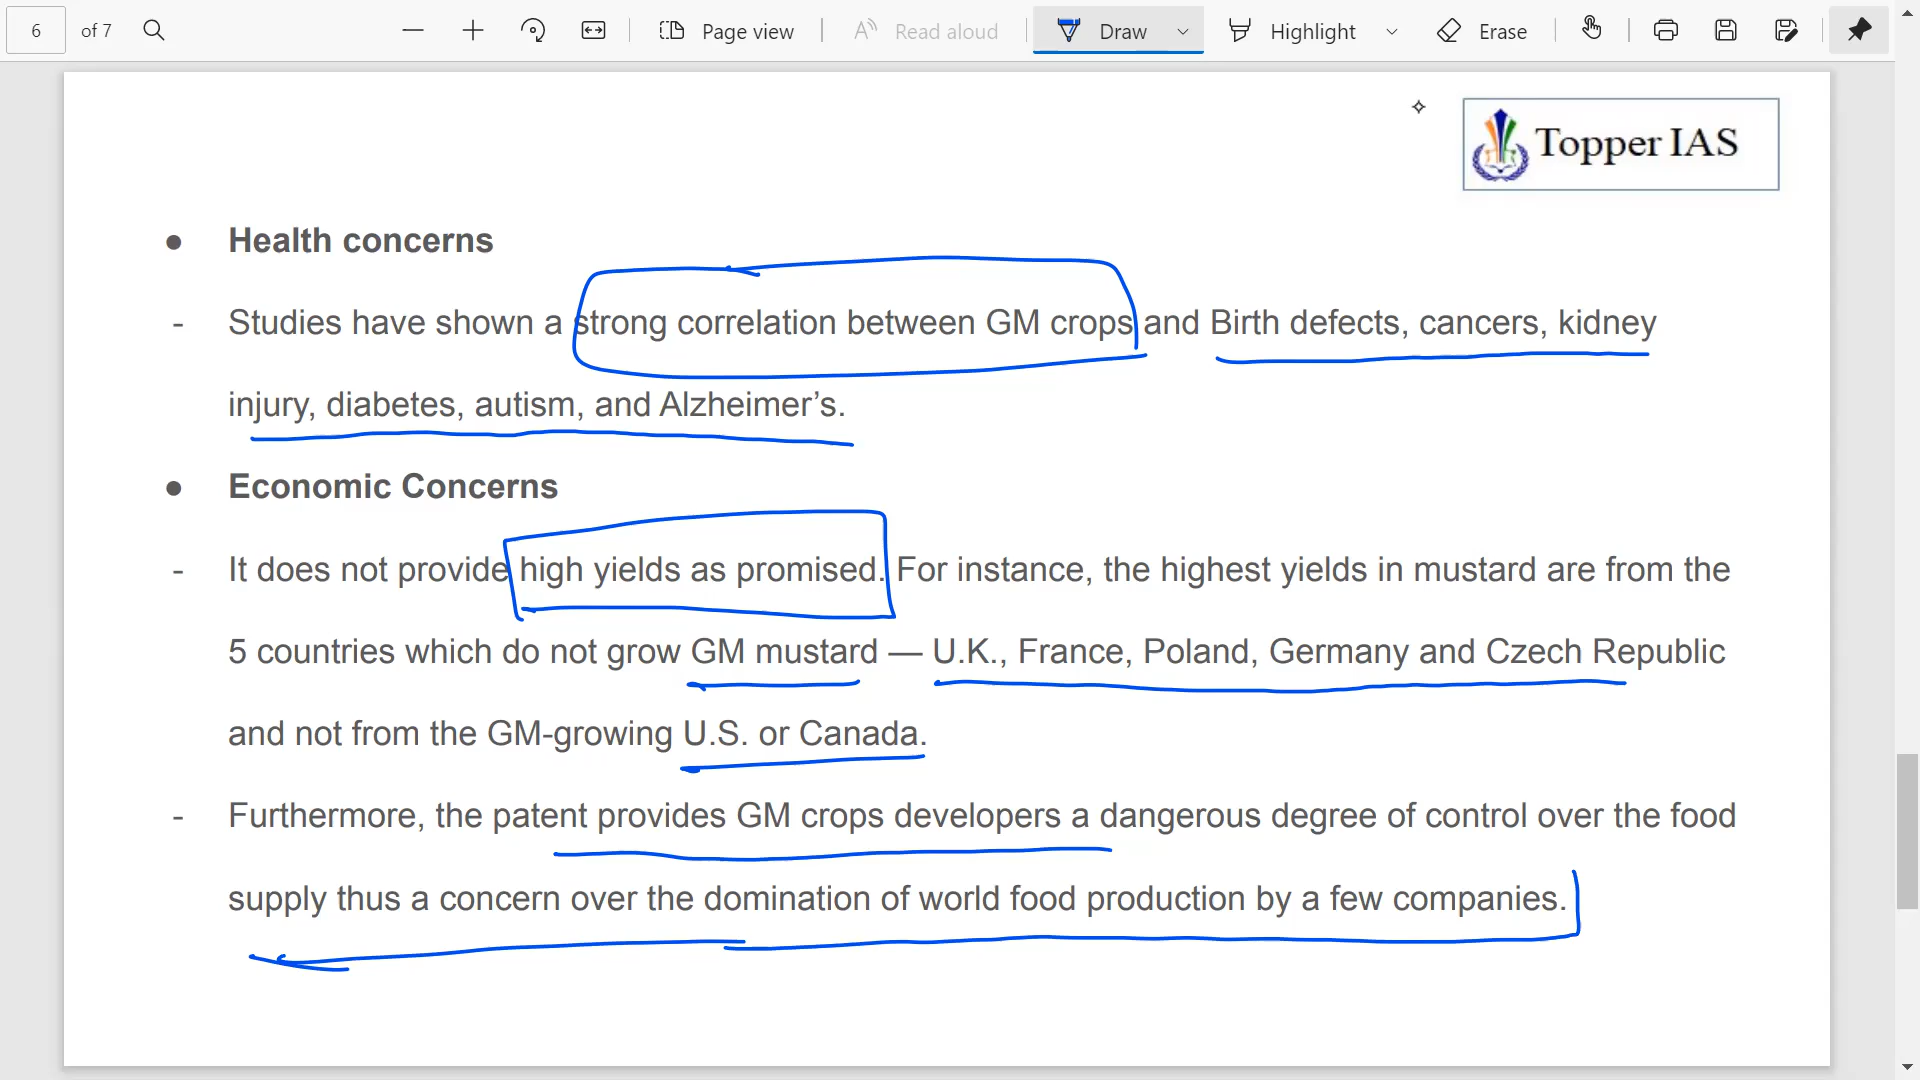 6 of 7 Page view Read aloud Draw Highlight Erase
Topper IAS
● Health concerns
- Studies have shown a strong correlation between GM crops and Birth defects, cancers, kidney
injury, diabetes, autism, and Alzheimer’s.
● Economic Concerns
- It does not provide high yields as promised. For instance, the highest yields in mustard are from the
5 countries which do not grow GM mustard — U.K., France, Poland, Germany and Czech Republic
and not from the GM-growing U.S. or Canada.
- Furthermore, the patent provides GM crops developers a dangerous degree of control over the food
supply thus a concern over the domination of world food production by a few companies.